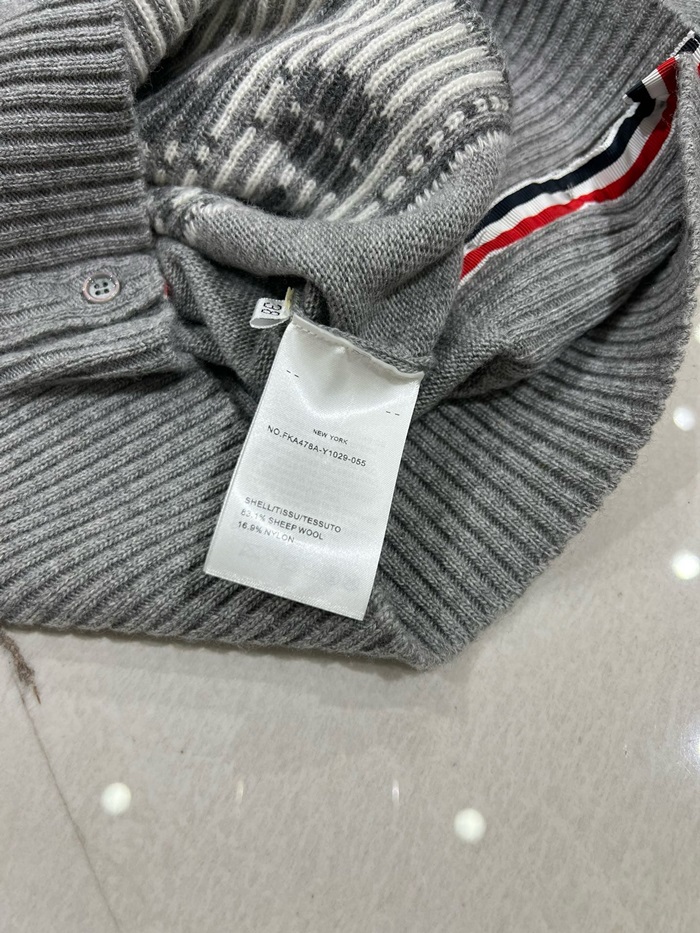 NEW YORK
NO.FKA478A-Y1029-055
SHELL/TISSU/TESSUTO
83.1% SHEEP WOOL
16.9% NYLON